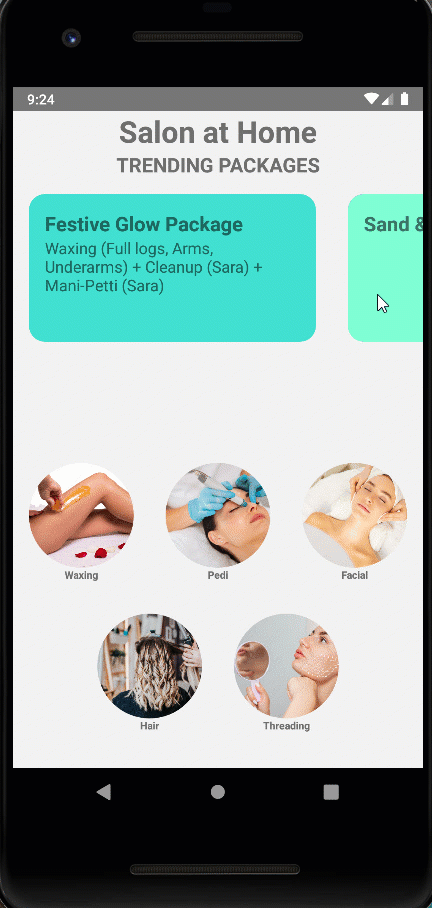 9:24
Salon at Home
TRENDING PACKAGES
Festive Glow Package
Waxing (Full logs, Arms,
Underarms) + Cleanup (Sara) +
Mani-Petti (Sara)
Sand &
Waxing
Pedi
Facial
Hair
Threading